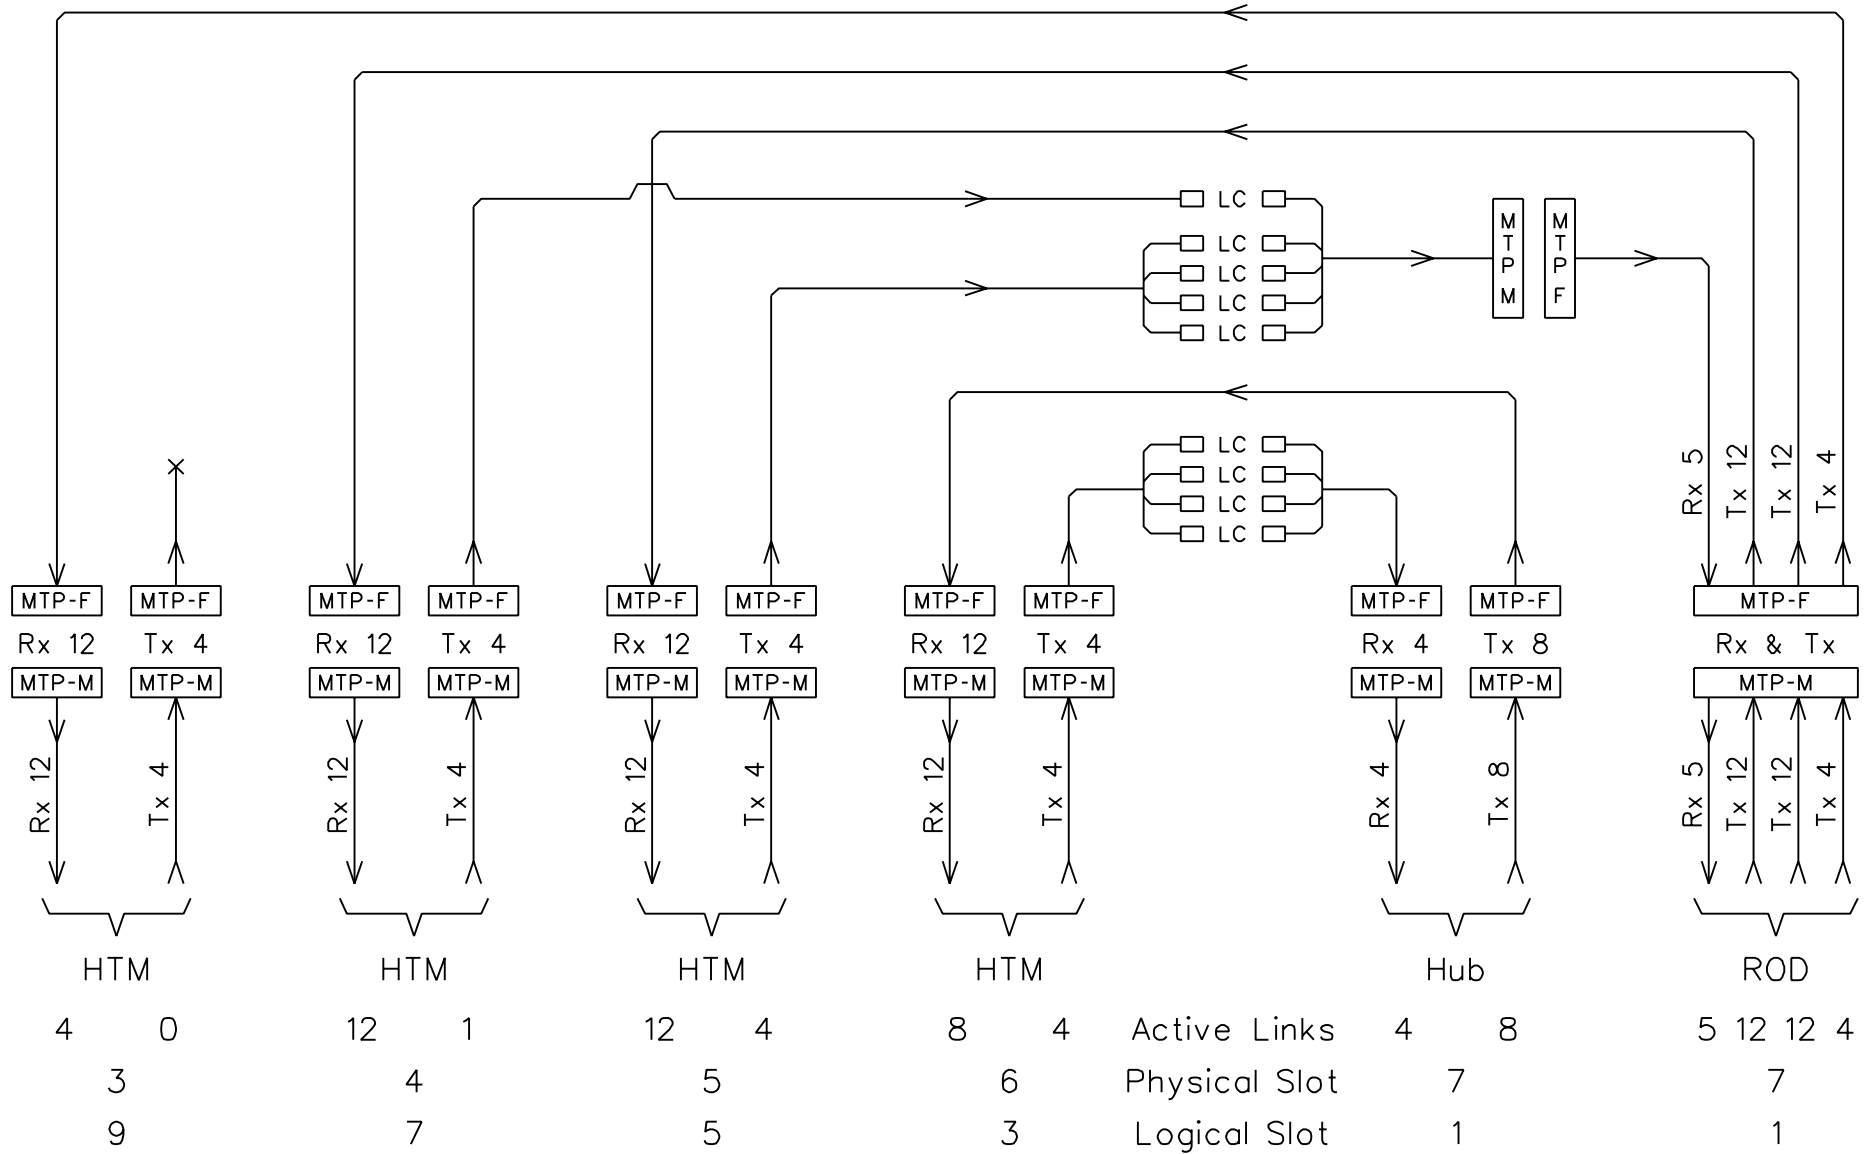 LC
LC
LC
LC
LC
MTP M
MTP F
LC
LC
LC
LC
Rx 5
Tx 12
Tx 12
Tx 4
MTP-F MTP-F MTP-F MTP-F MTP-F MTP-F MTP-F MTP-F MTP-F MTP-F MTP-F
Rx 12 Tx 4 Rx 12 Tx 4 Rx 12 Tx 4 Rx 12 Tx 4 Rx 4 Tx 8 Rx & Tx
MTP-M MTP-M MTP-M MTP-M MTP-M MTP-M MTP-M MTP-M MTP-M MTP-M MTP-M
Rx 12
Tx 4
Rx 12
Tx 4
Rx 12
Tx 4
Rx 12
Tx 4
Rx 4
Tx 8
Rx 5
Tx 12
Tx 12
Tx 4
HTM HTM HTM HTM Hub ROD
4 0 12 1 12 4 8 4 Active Links 4 8 5 12 12 4
3 4 5 6 Physical Slot 7 7
9 7 5 3 Logical Slot 1 1